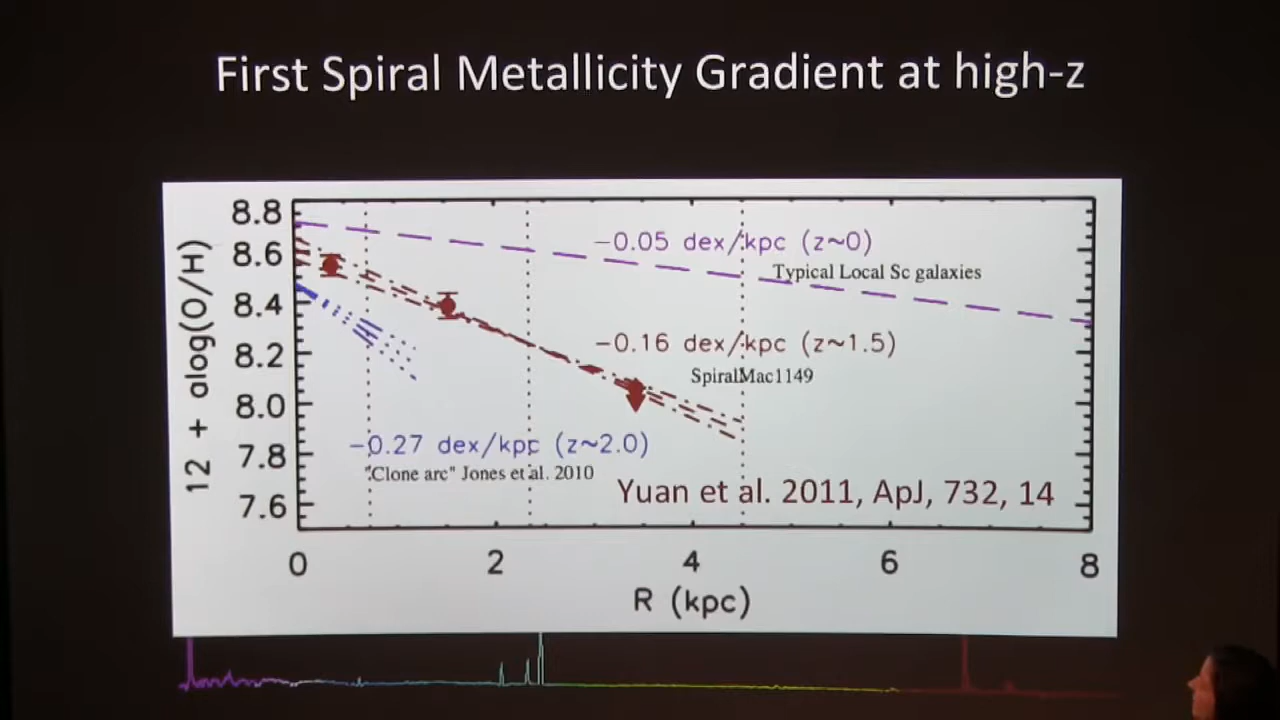 First Spiral Metallicity Gradient at high-z
8.8
8.6
8.4
8.2
8.0
7.8
7.6
12 + αlog(O/H)
-0.05 dex/kpc (z~0)
Typical Local Sc galaxies
-0.16 dex/kpc (z~1.5)
SpiralMac1149
-0.27 dex/kpc (z~2.0)
"Clone arc" Jones et al. 2010
Yuan et al. 2011, ApJ, 732, 14
0 2 4 6 8
R (kpc)